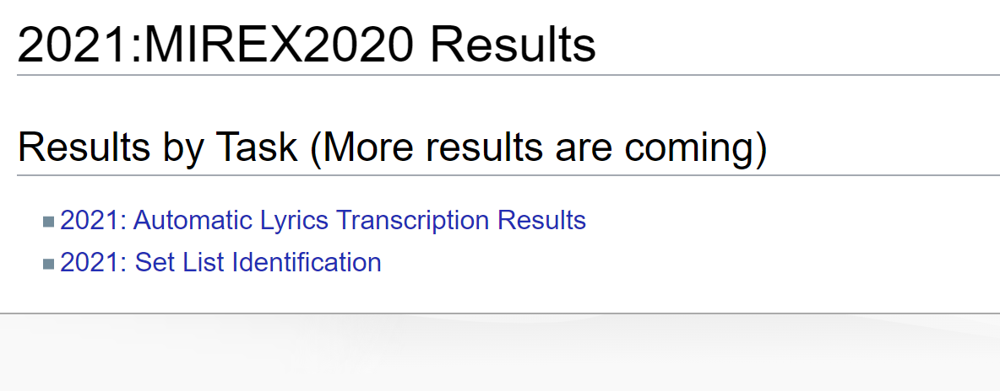 2021:MIREX2020 Results
Results by Task (More results are coming)
2021: Automatic Lyrics Transcription Results
2021: Set List Identification